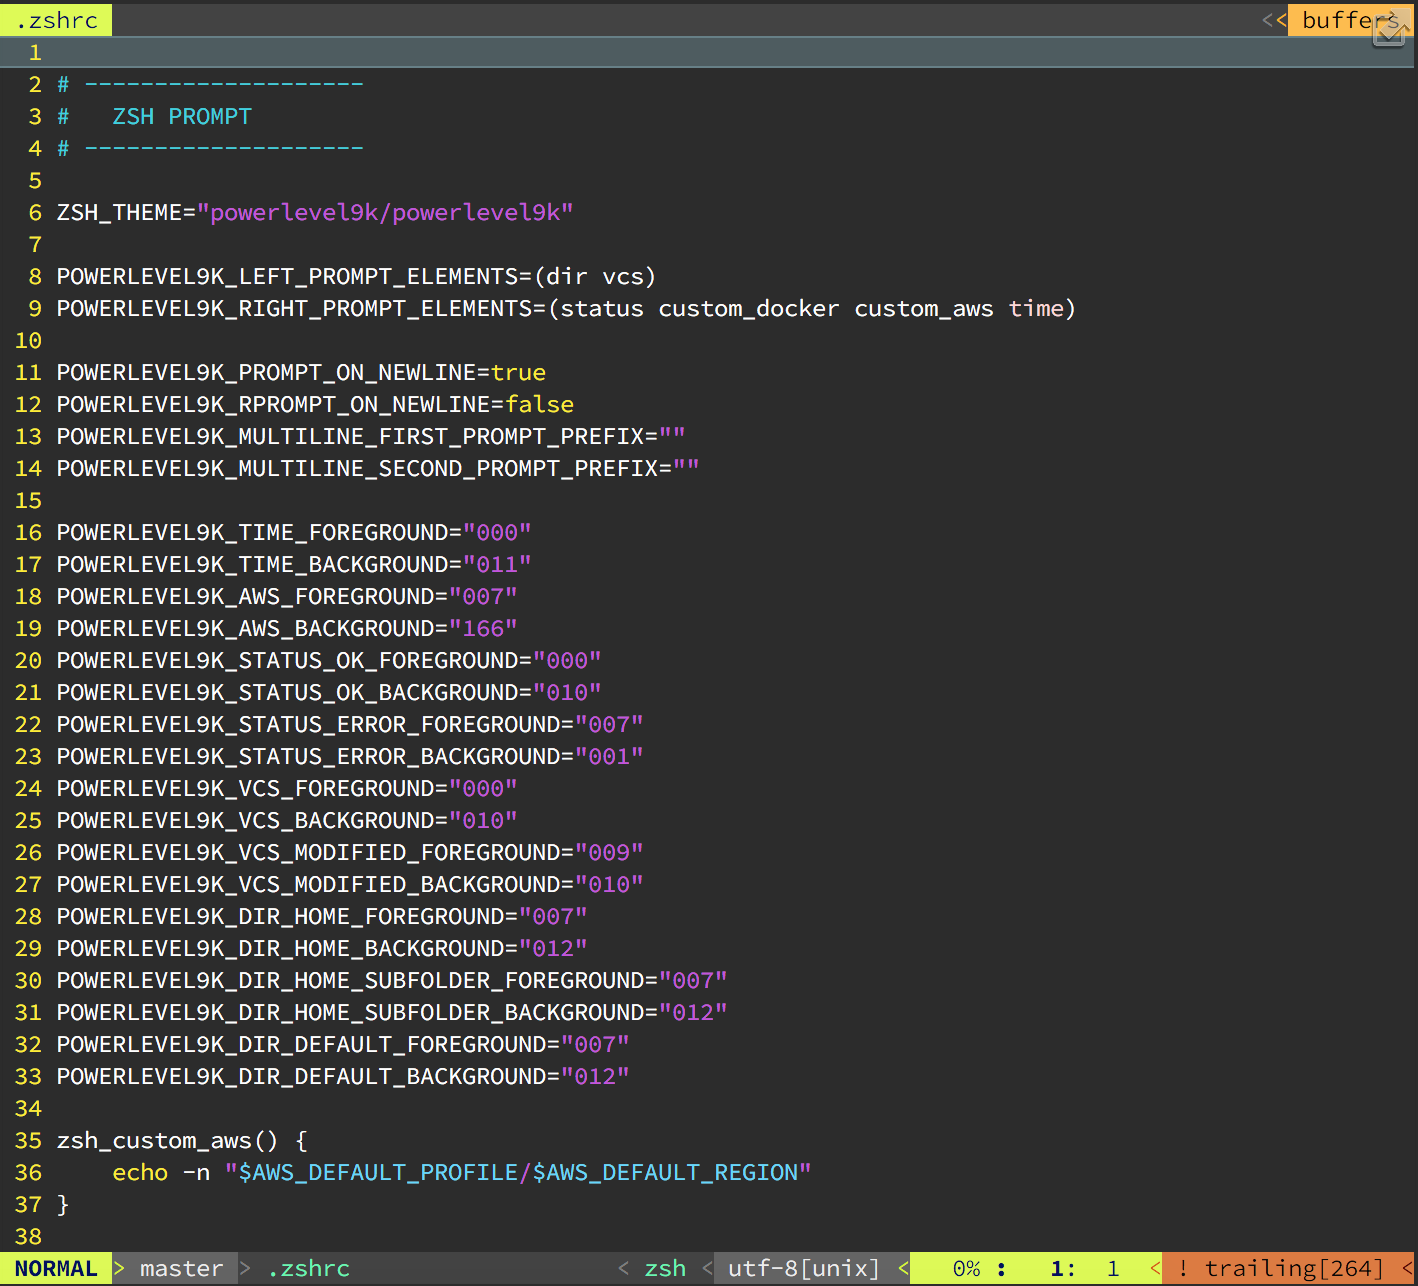 .zshrc << buffers
1
2 # --------------------
3 #   ZSH PROMPT
4 # --------------------
5
6 ZSH_THEME="powerlevel9k/powerlevel9k"
7
8 POWERLEVEL9K_LEFT_PROMPT_ELEMENTS=(dir vcs)
9 POWERLEVEL9K_RIGHT_PROMPT_ELEMENTS=(status custom_docker custom_aws time)
10
11 POWERLEVEL9K_PROMPT_ON_NEWLINE=true
12 POWERLEVEL9K_RPROMPT_ON_NEWLINE=false
13 POWERLEVEL9K_MULTILINE_FIRST_PROMPT_PREFIX=""
14 POWERLEVEL9K_MULTILINE_SECOND_PROMPT_PREFIX=""
15
16 POWERLEVEL9K_TIME_FOREGROUND="000"
17 POWERLEVEL9K_TIME_BACKGROUND="011"
18 POWERLEVEL9K_AWS_FOREGROUND="007"
19 POWERLEVEL9K_AWS_BACKGROUND="166"
20 POWERLEVEL9K_STATUS_OK_FOREGROUND="000"
21 POWERLEVEL9K_STATUS_OK_BACKGROUND="010"
22 POWERLEVEL9K_STATUS_ERROR_FOREGROUND="007"
23 POWERLEVEL9K_STATUS_ERROR_BACKGROUND="001"
24 POWERLEVEL9K_VCS_FOREGROUND="000"
25 POWERLEVEL9K_VCS_BACKGROUND="010"
26 POWERLEVEL9K_VCS_MODIFIED_FOREGROUND="009"
27 POWERLEVEL9K_VCS_MODIFIED_BACKGROUND="010"
28 POWERLEVEL9K_DIR_HOME_FOREGROUND="007"
29 POWERLEVEL9K_DIR_HOME_BACKGROUND="012"
30 POWERLEVEL9K_DIR_HOME_SUBFOLDER_FOREGROUND="007"
31 POWERLEVEL9K_DIR_HOME_SUBFOLDER_BACKGROUND="012"
32 POWERLEVEL9K_DIR_DEFAULT_FOREGROUND="007"
33 POWERLEVEL9K_DIR_DEFAULT_BACKGROUND="012"
34
35 zsh_custom_aws() {
36     echo -n "$AWS_DEFAULT_PROFILE/$AWS_DEFAULT_REGION"
37 }
38
NORMAL > master > .zshrc < zsh < utf-8[unix] < 0% : 1: 1 < ! trailing[264] <